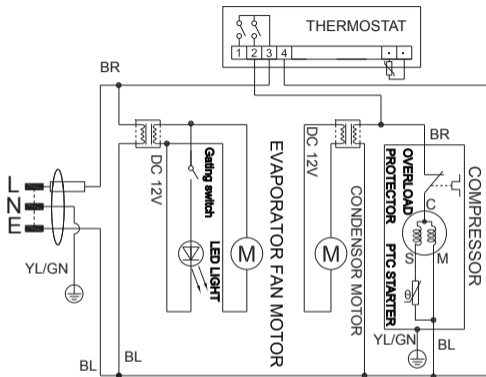 THERMOSTAT
1 2 3 4
BR
DC 12V
Gating switch
LED LIGHT
M
EVAPORATOR FAN MOTOR
DC 12V
M
CONDENSOR MOTOR
BR
OVERLOAD
PROTECTOR
COMPRESSOR
C
S
M
PTC STARTER
θ
YL/GN
BL
L
N
E
YL/GN
BL
BL